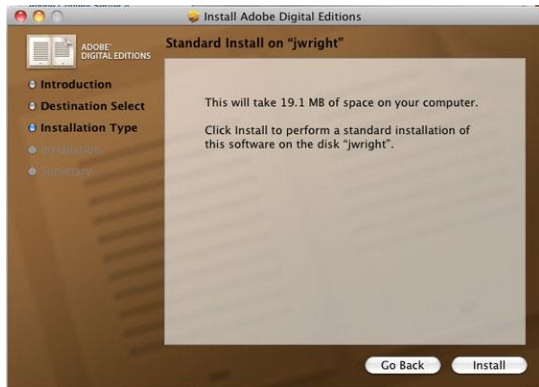 Install Adobe Digital Editions
ADOBE®
DIGITAL EDITIONS
Standard Install on “jwright”
Introduction
Destination Select
Installation Type
Installation
Summary
This will take 19.1 MB of space on your computer.
Click Install to perform a standard installation of
this software on the disk “jwright”.
Go Back
Install